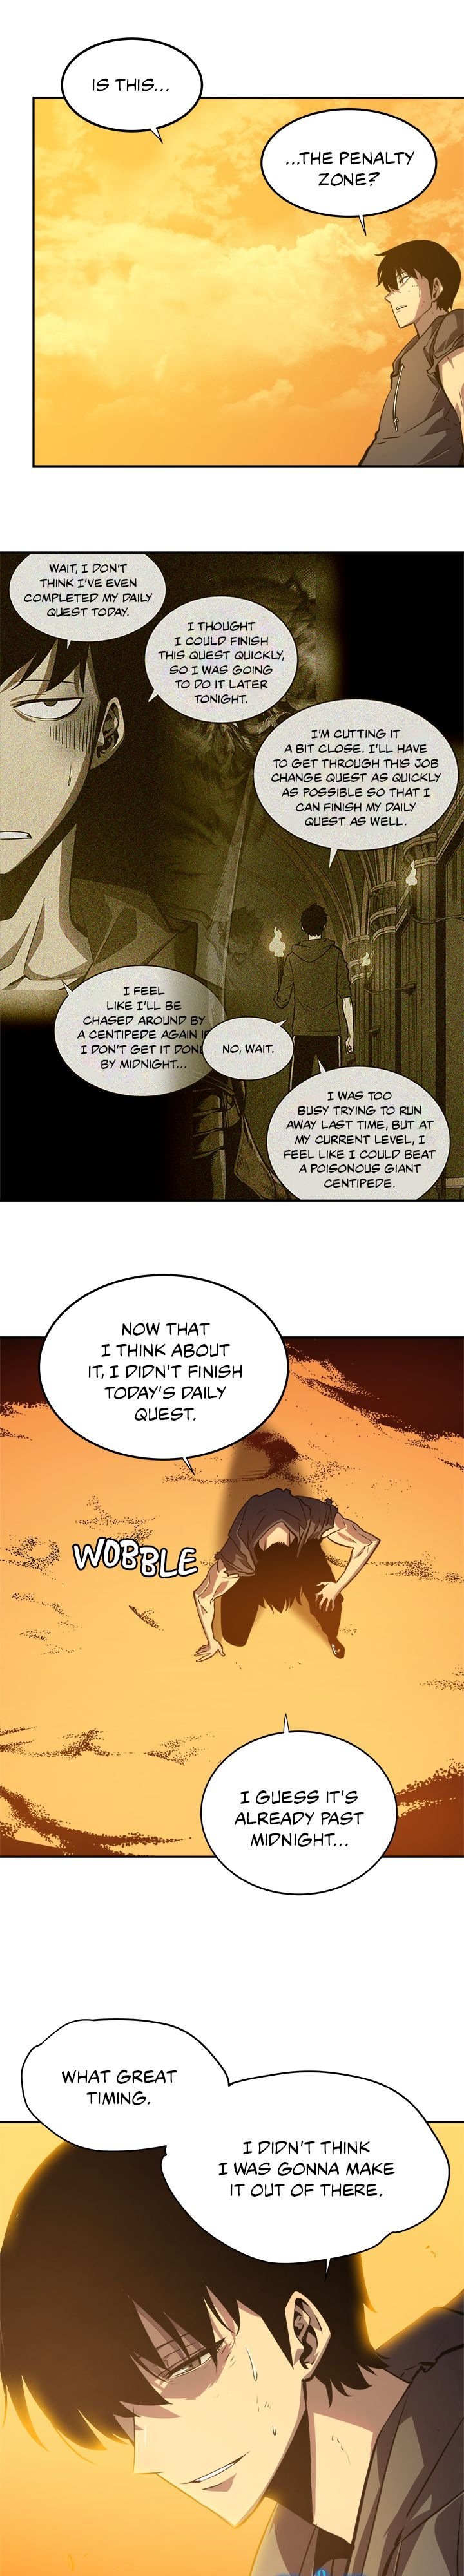 IS THIS...
...THE PENALTY
ZONE?
WAIT, I DON'T
THINK I'VE EVEN
COMPLETED MY DAILY
QUEST TODAY.
I THOUGHT
I COULD FINISH
THIS QUEST QUICKLY,
SO I WAS GOING
TO DO IT LATER
TONIGHT.
I'M CUTTING IT
A BIT CLOSE. I'LL HAVE
TO GET THROUGH THIS JOB
CHANGE QUEST AS QUICKLY
AS POSSIBLE SO THAT I
CAN FINISH MY DAILY
QUEST AS WELL.
I FEEL
LIKE I'LL BE
CHASED AROUND BY
A CENTIPEDE AGAIN IF
I DON'T GET IT DONE
BY MIDNIGHT...
NO, WAIT.
I WAS TOO
BUSY TRYING TO RUN
AWAY LAST TIME, BUT AT
MY CURRENT LEVEL, I
FEEL LIKE I COULD BEAT
A POISONOUS GIANT
CENTIPEDE.
NOW THAT
I THINK ABOUT
IT, I DIDN'T FINISH
TODAY'S DAILY
QUEST.
WOBBLE
I GUESS IT'S
ALREADY PAST
MIDNIGHT...
WHAT GREAT
TIMING.
I DIDN'T THINK
I WAS GONNA MAKE
IT OUT OF THERE.